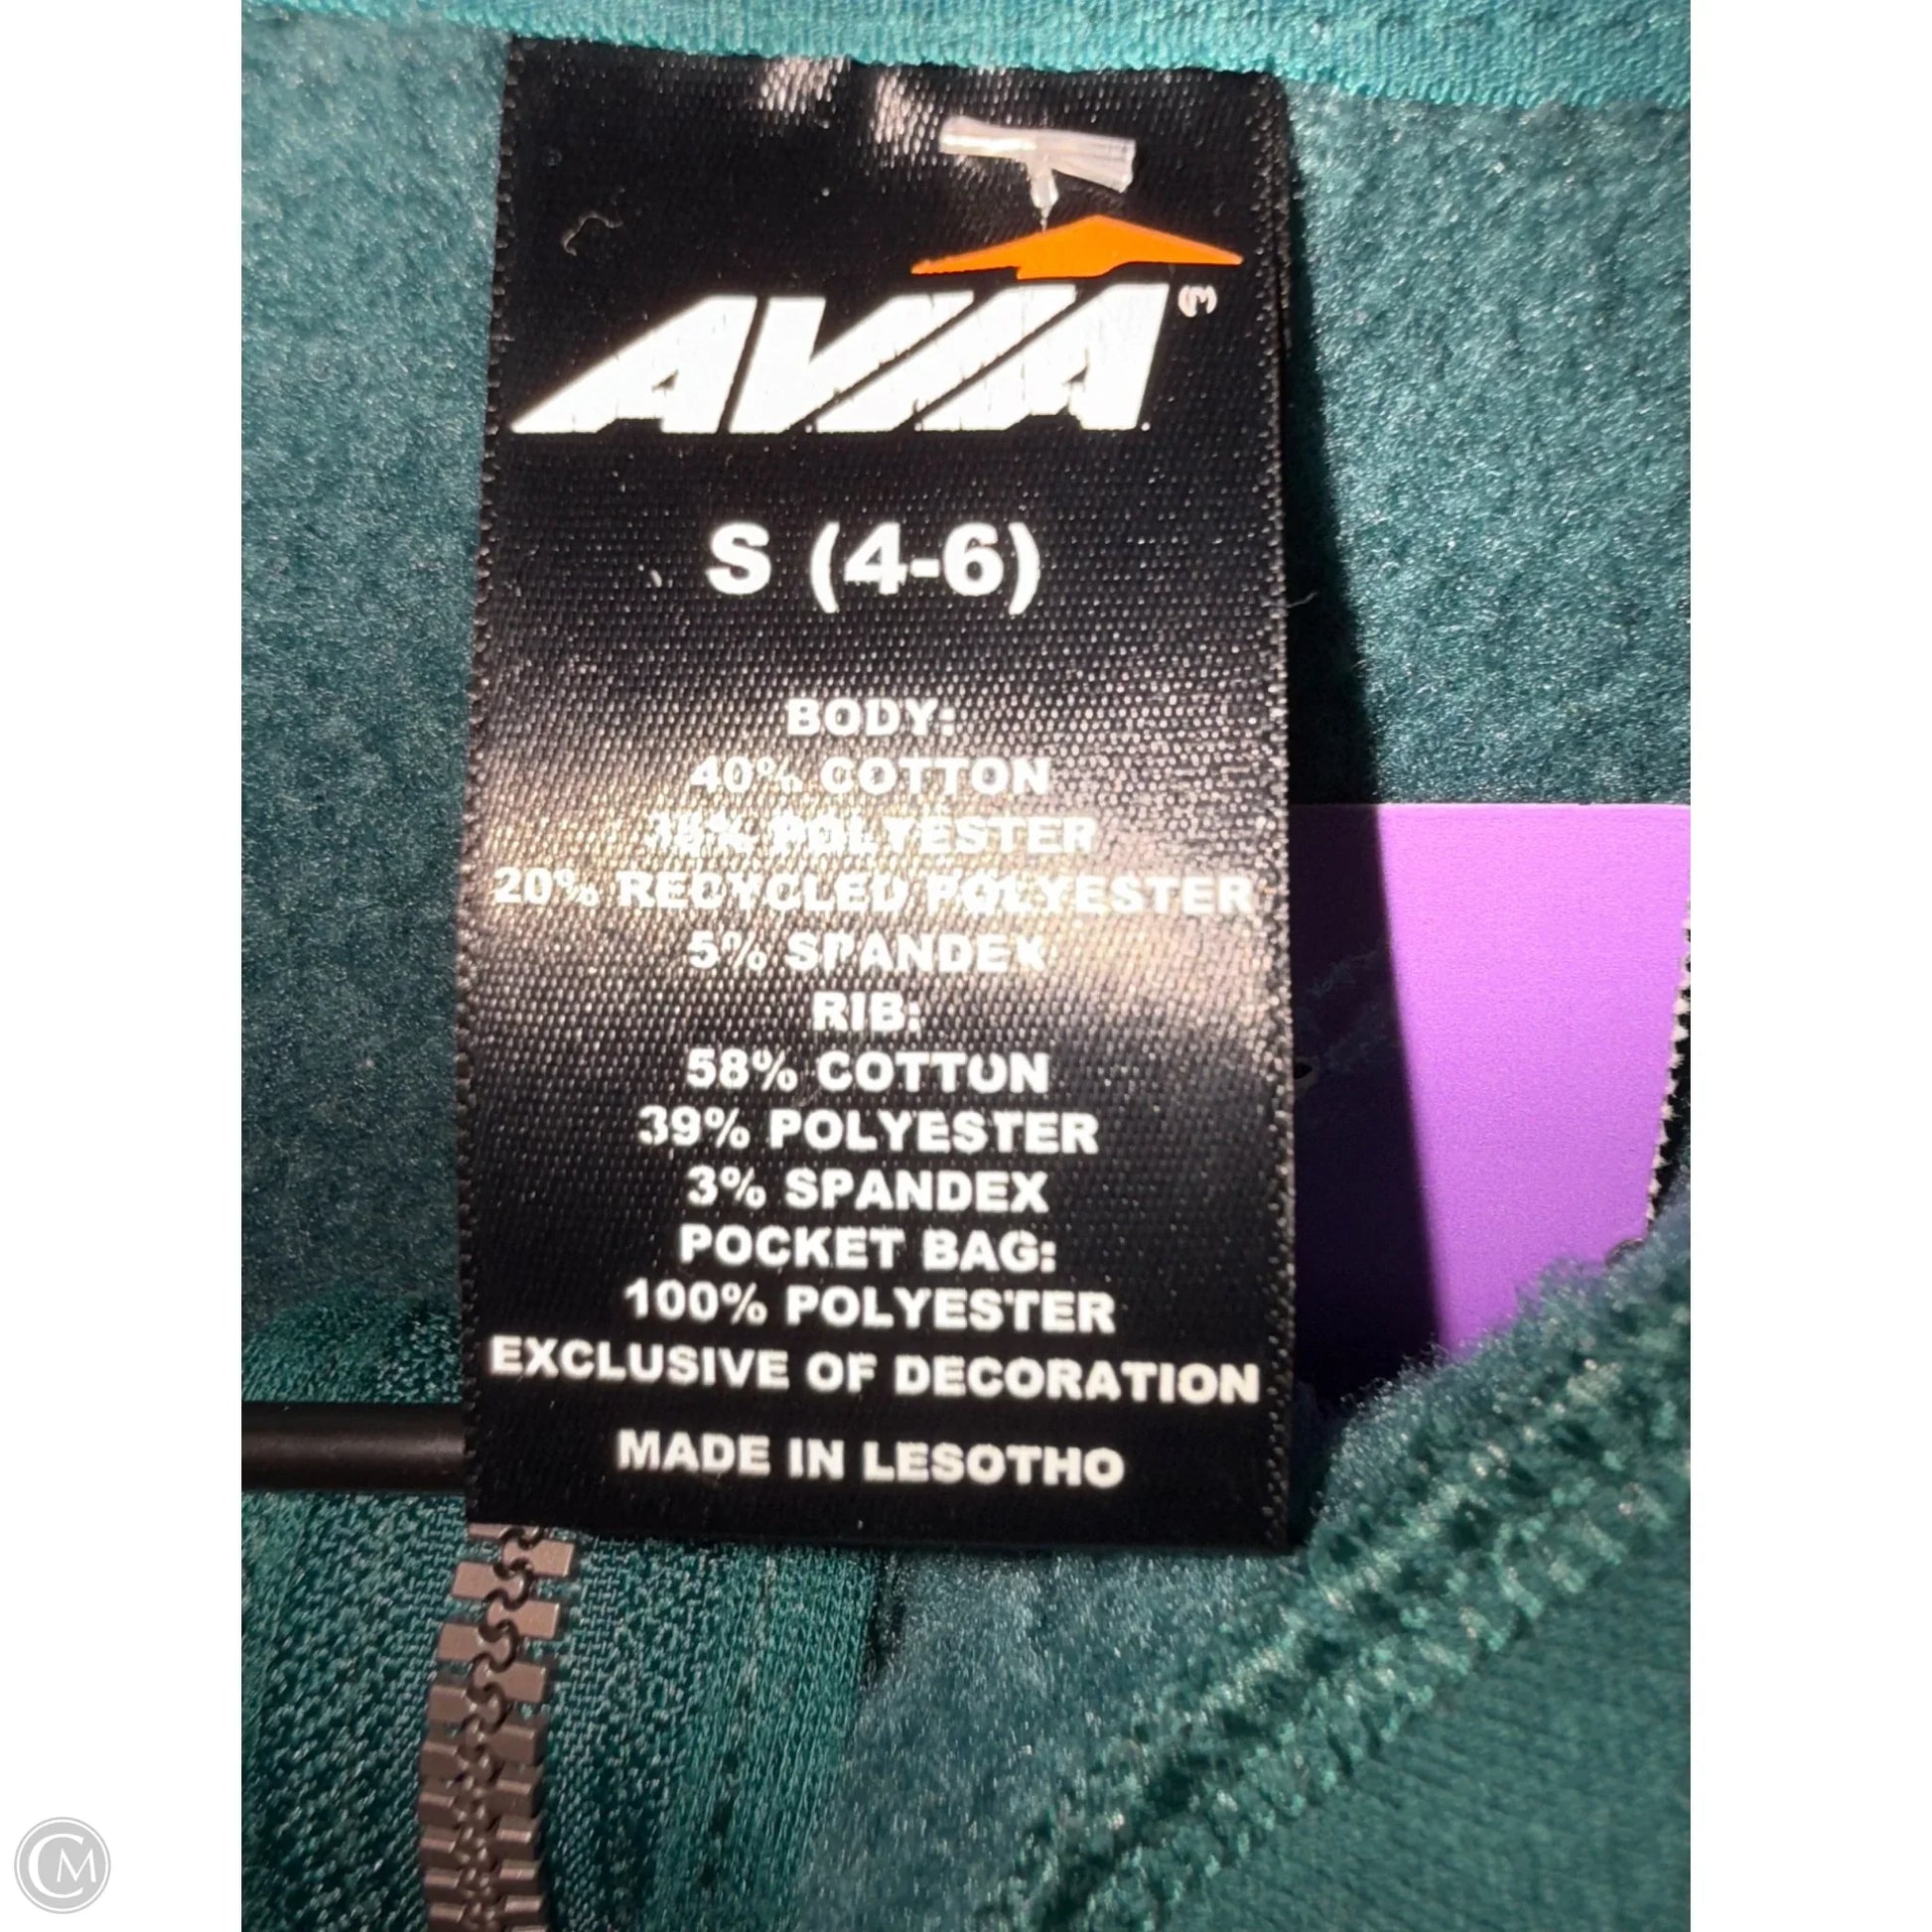 AVIA
S (4-6)
BODY:
40% COTTON
POLYESTER
20% RECYCLED POLYESTER
5% SPANDEX
RIB:
58% COTTON
39% POLYESTER
3% SPANDEX
POCKET BAG:
100% POLYESTER
EXCLUSIVE OF DECORATION
MADE IN LESOTHO
CM